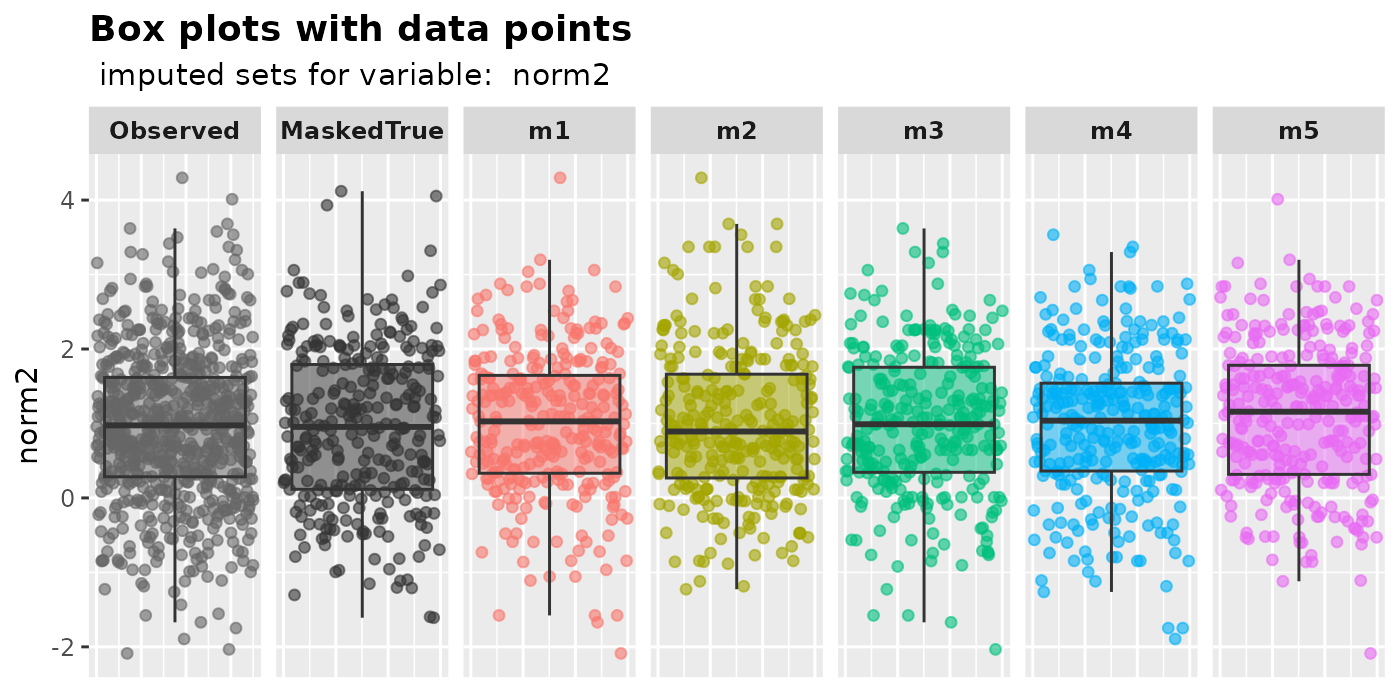 Box plots with data points
imputed sets for variable:  norm2
Observed MaskedTrue m1 m2 m3 m4 m5
4
2
0
-2
norm2